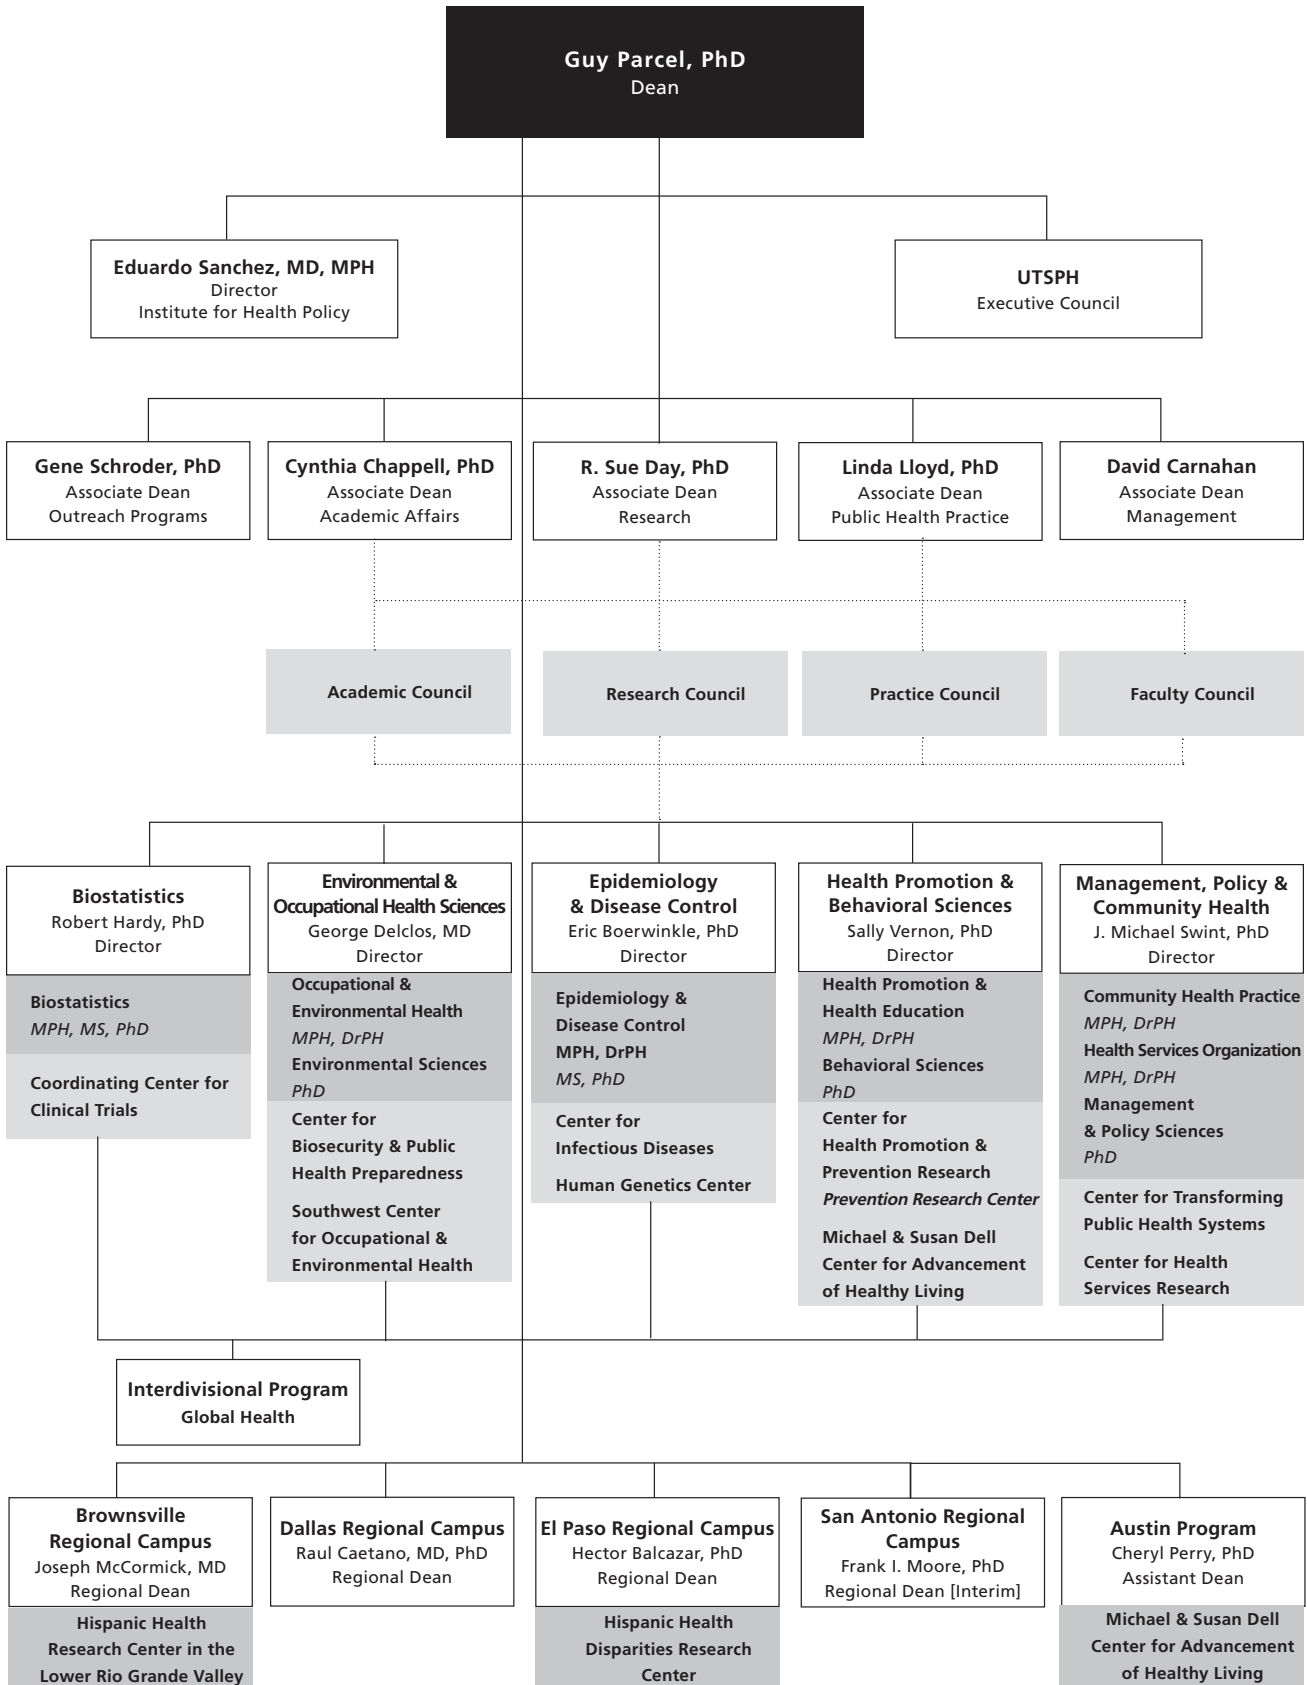 Guy Parcel, PhD
Dean
Eduardo Sanchez, MD, MPH
Director
Institute for Health Policy
UTSPH
Executive Council
Gene Schroder, PhD
Associate Dean
Outreach Programs
Cynthia Chappell, PhD
Associate Dean
Academic Affairs
R. Sue Day, PhD
Associate Dean
Research
Linda Lloyd, PhD
Associate Dean
Public Health Practice
David Carnahan
Associate Dean
Management
Academic Council
Research Council
Practice Council
Faculty Council
Biostatistics
Robert Hardy, PhD
Director
Biostatistics
MPH, MS, PhD
Coordinating Center for
Clinical Trials
Environmental &
Occupational Health Sciences
George Delclos, MD
Director
Occupational &
Environmental Health
MPH, DrPH
Environmental Sciences
PhD
Center for
Biosecurity & Public
Health Preparedness
Southwest Center
for Occupational &
Environmental Health
Epidemiology
& Disease Control
Eric Boerwinkle, PhD
Director
Epidemiology &
Disease Control
MPH, DrPH
MS, PhD
Center for
Infectious Diseases
Human Genetics Center
Health Promotion &
Behavioral Sciences
Sally Vernon, PhD
Director
Health Promotion &
Health Education
MPH, DrPH
Behavioral Sciences
PhD
Center for
Health Promotion &
Prevention Research
Prevention Research Center
Michael & Susan Dell
Center for Advancement
of Healthy Living
Management, Policy &
Community Health
J. Michael Swint, PhD
Director
Community Health Practice
MPH, DrPH
Health Services Organization
MPH, DrPH
Management
& Policy Sciences
PhD
Center for Transforming
Public Health Systems
Center for Health
Services Research
Interdivisional Program
Global Health
Brownsville
Regional Campus
Joseph McCormick, MD
Regional Dean
Hispanic Health
Research Center in the
Lower Rio Grande Valley
Dallas Regional Campus
Raul Caetano, MD, PhD
Regional Dean
El Paso Regional Campus
Hector Balcazar, PhD
Regional Dean
Hispanic Health
Disparities Research
Center
San Antonio Regional
Campus
Frank I. Moore, PhD
Regional Dean [Interim]
Austin Program
Cheryl Perry, PhD
Assistant Dean
Michael & Susan Dell
Center for Advancement
of Healthy Living